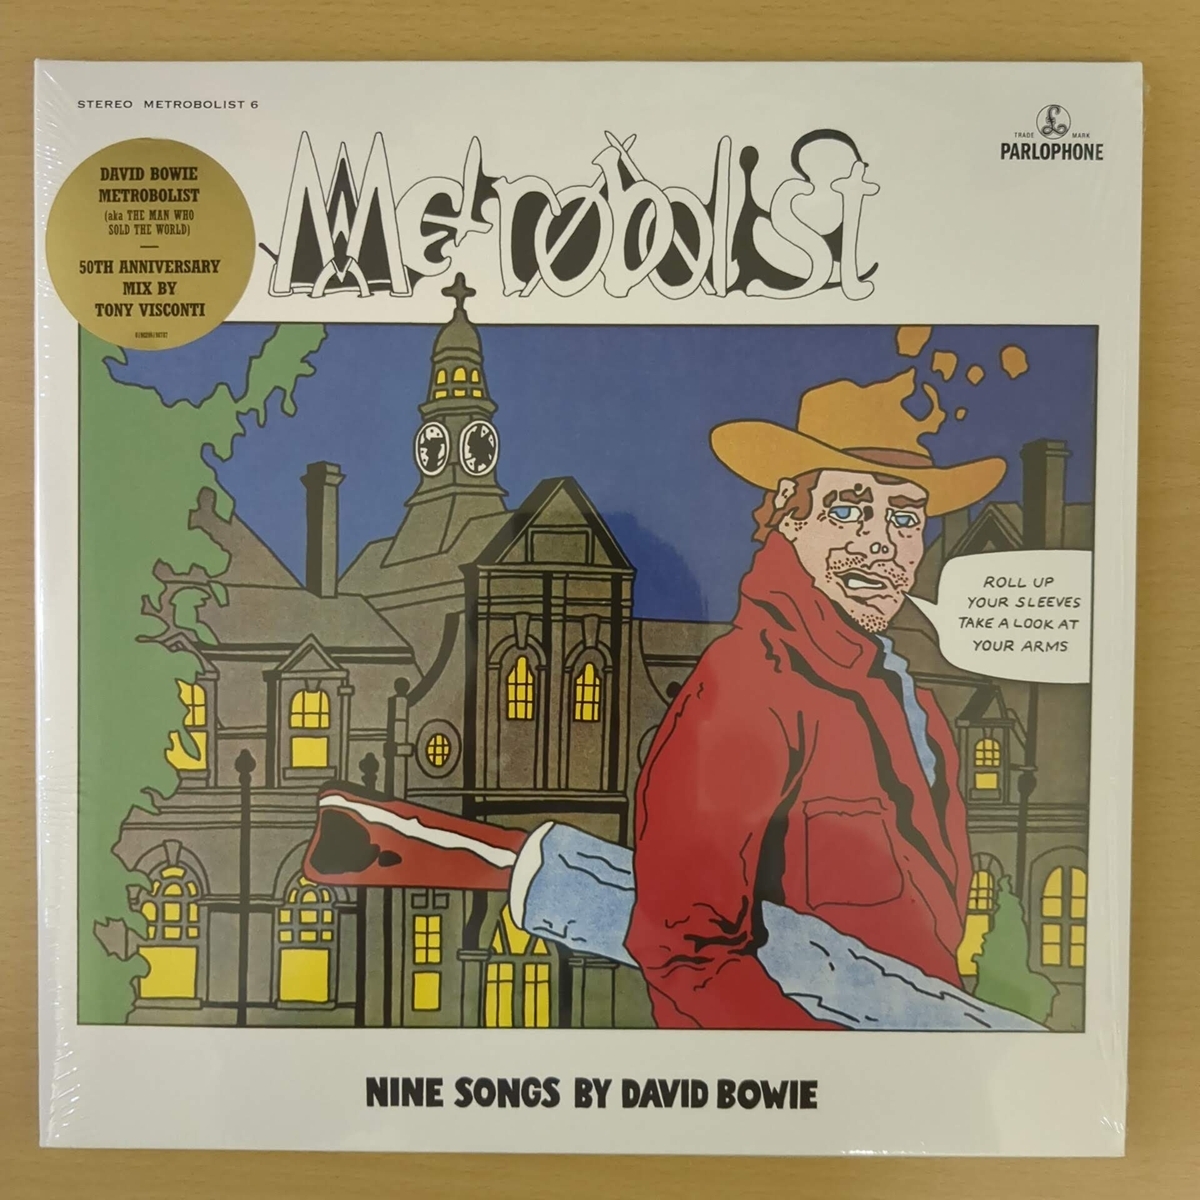 STEREO METROBOLIST 6
DAVID BOWIE
METROBOLIST
(aka THE MAN WHO
SOLD THE WORLD)
50TH ANNIVERSARY
MIX BY
TONY VISCONTI
Metrobolist
TRADE MARK
PARLOPHONE
ROLL UP
YOUR SLEEVES
TAKE A LOOK AT
YOUR ARMS
NINE SONGS BY DAVID BOWIE